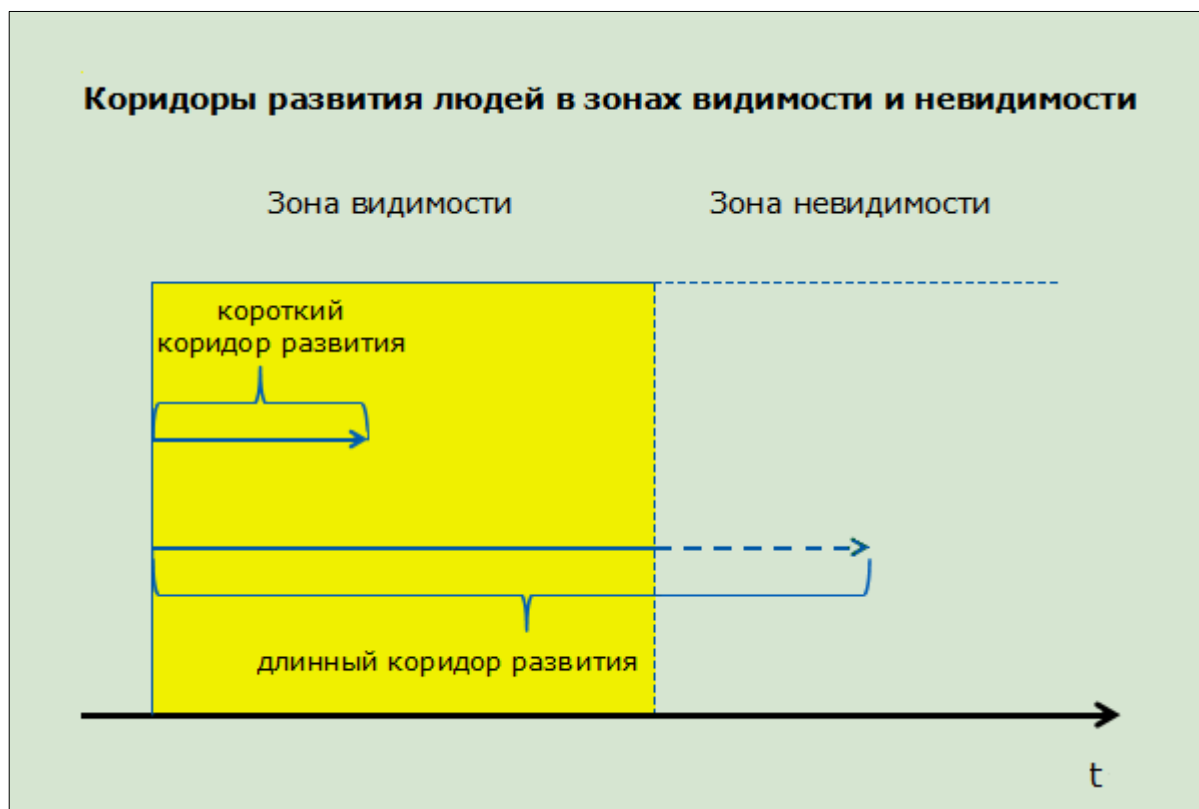 Коридоры развития людей в зонах видимости и невидимости
Зона видимости
Зона невидимости
короткий
коридор развития
длинный коридор развития
t